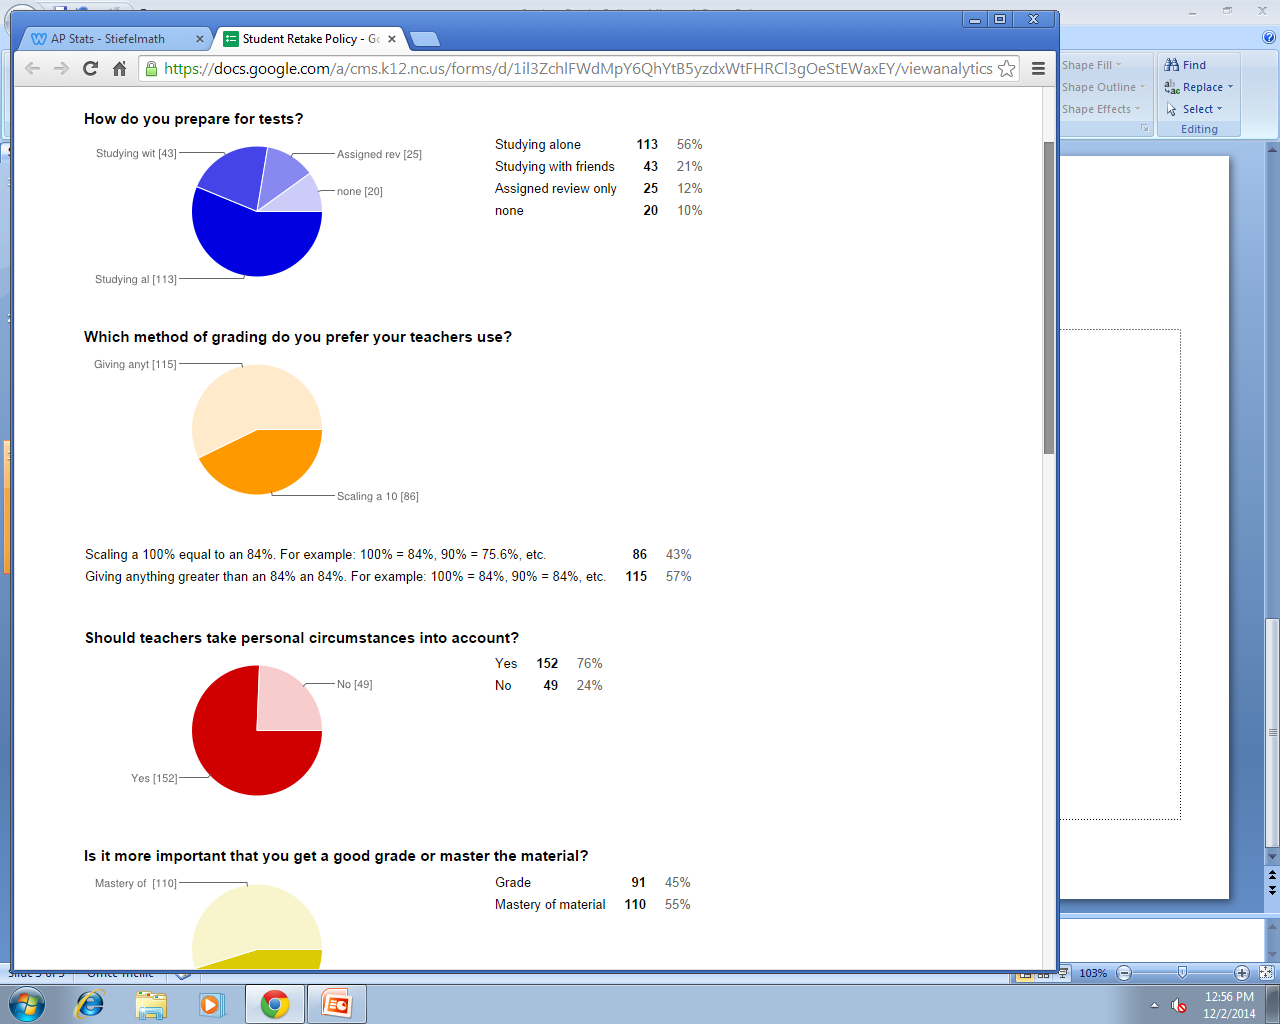 AP Stats - Stiefelmath
Student Retake Policy - Go
https://docs.google.com/a/cms.k12.nc.us/forms/d/1il3ZchlFWdMpY6QhYtB5yzdxWtFHRCl3gOeStEWaxEY/viewanalytics
Shape Fill
Shape Outline
Shape Effects
Find
Replace
Select
Editing
How do you prepare for tests?
Studying wit [43]
Assigned rev [25]
none [20]
Studying al [113]
Studying alone 113 56%
Studying with friends 43 21%
Assigned review only 25 12%
none 20 10%
Which method of grading do you prefer your teachers use?
Giving anyt [115]
Scaling a 10 [86]
Scaling a 100% equal to an 84%. For example: 100% = 84%, 90% = 75.6%, etc. 86 43%
Giving anything greater than an 84% an 84%. For example: 100% = 84%, 90% = 84%, etc. 115 57%
Should teachers take personal circumstances into account?
No [49]
Yes [152]
Yes 152 76%
No 49 24%
Is it more important that you get a good grade or master the material?
Mastery of [110]
Grade 91 45%
Mastery of material 110 55%
103%
12:56 PM
12/2/2014